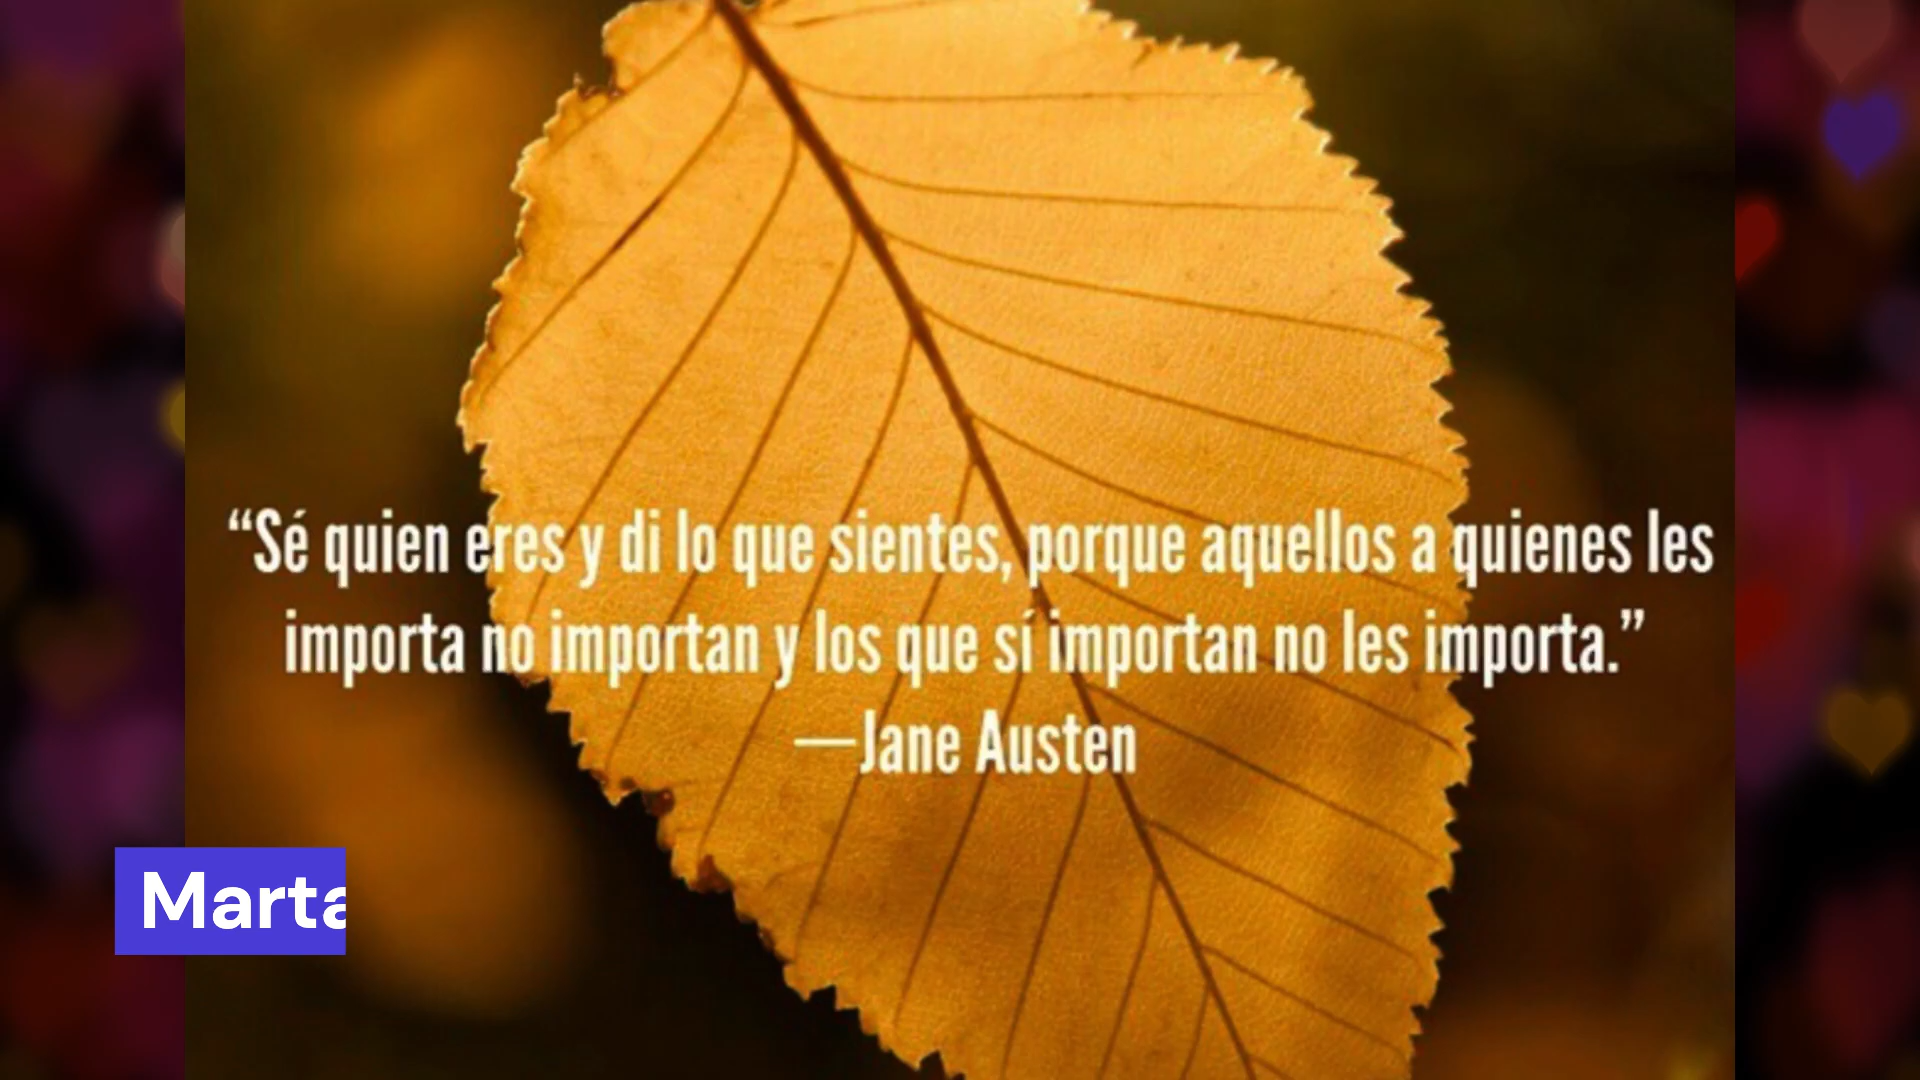 “Sé quien eres y di lo que sientes, porque aquellos a quienes les
importa no importan y los que sí importan no les importa.”
—Jane Austen
Marta